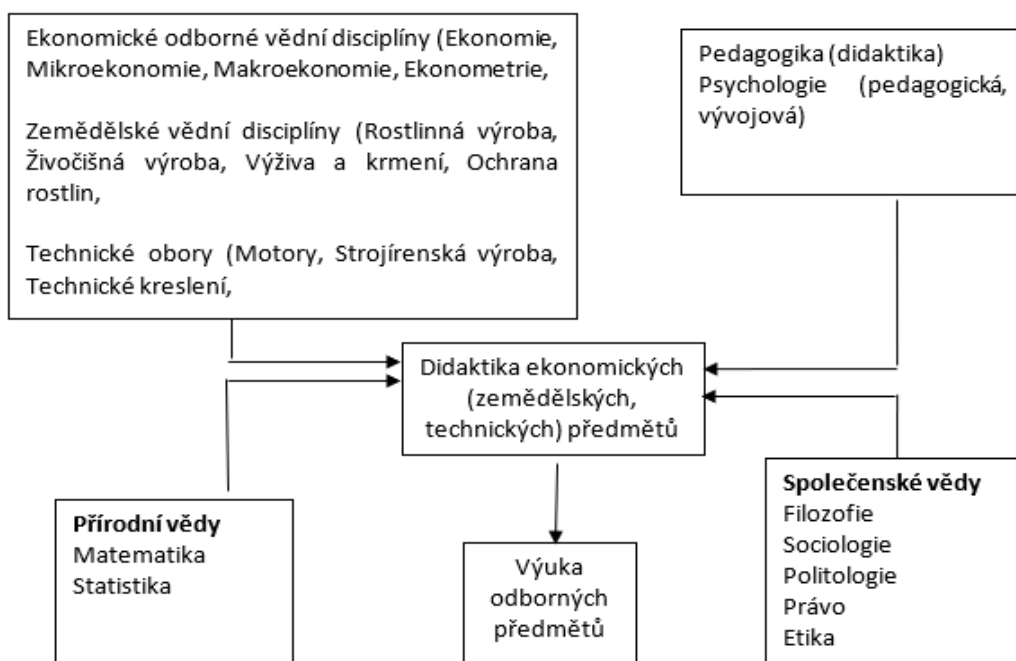 Ekonomické odborné vědní disciplíny (Ekonomie,
Mikroekonomie, Makroekonomie, Ekonometrie,
Zemědělské vědní disciplíny (Rostlinná výroba,
Živočišná výroba, Výživa a krmení, Ochrana
rostlin,
Technické obory (Motory, Strojírenská výroba,
Technické kreslení,
Pedagogika (didaktika)
Psychologie (pedagogická,
vývojová)
Didaktika ekonomických
(zemědělských,
technických) předmětů
Přírodní vědy
Matematika
Statistika
Výuka
odborných
předmětů
Společenské vědy
Filozofie
Sociologie
Politologie
Právo
Etika